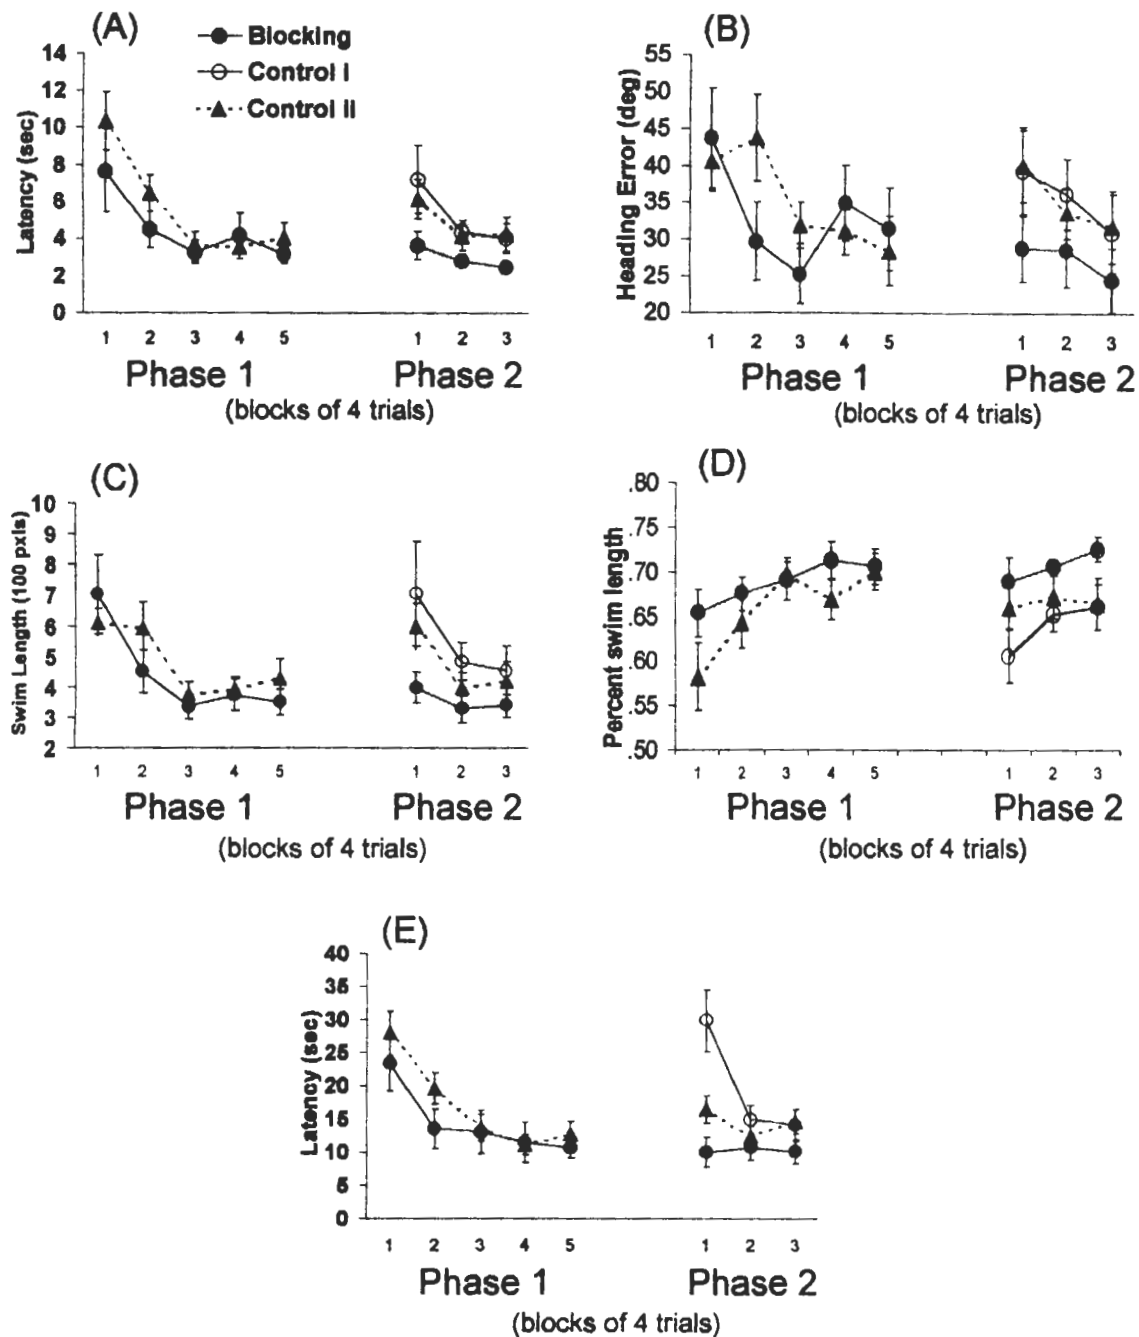 (A)
Blocking
Control I
Control II
Latency (sec)
14
12
10
8
6
4
2
0
1 2 3 4 5 1 2 3
Phase 1 Phase 2
(blocks of 4 trials)
(B)
Heading Error (deg)
55
50
45
40
35
30
25
20
1 2 3 4 5 1 2 3
Phase 1 Phase 2
(blocks of 4 trials)
(C)
Swim Length (100 pxls)
10
9
8
7
6
5
4
3
2
1 2 3 4 5 1 2 3
Phase 1 Phase 2
(blocks of 4 trials)
(D)
Percent swim length
.80
.75
.70
.65
.60
.55
.50
1 2 3 4 5 1 2 3
Phase 1 Phase 2
(blocks of 4 trials)
(E)
Latency (sec)
40
35
30
25
20
15
10
5
0
1 2 3 4 5 1 2 3
Phase 1 Phase 2
(blocks of 4 trials)